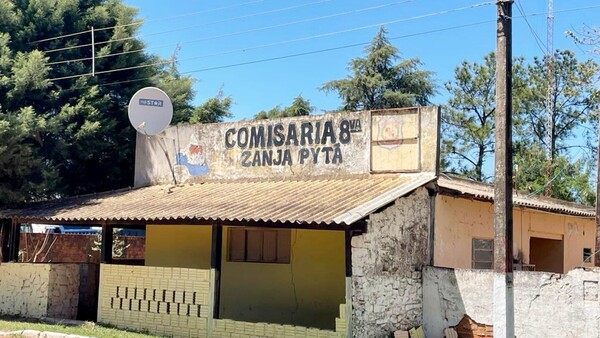 COMISARIA 8VA
ZANJA PYTÃ